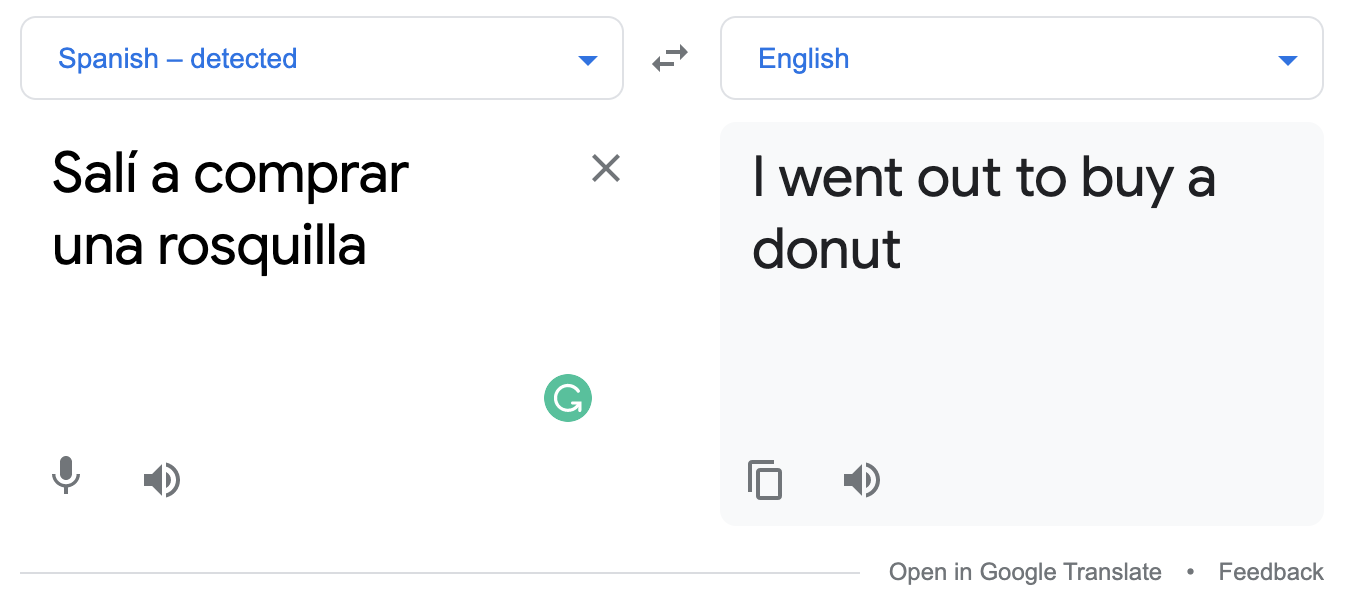 Spanish – detected
English
Salí a comprar
una rosquilla
I went out to buy a
donut
Open in Google Translate • Feedback